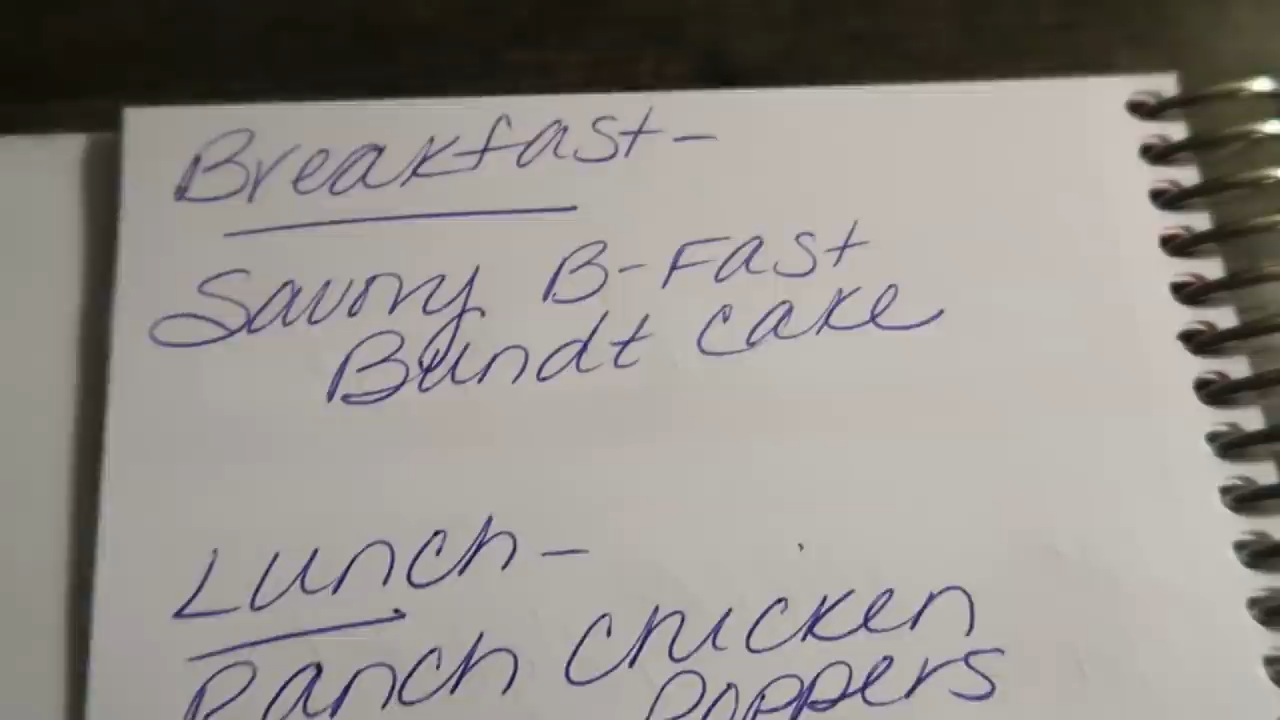 Breakfast-
Savory B-Fast
Bundt cake
Lunch-
Ranch Chicken
Poppers